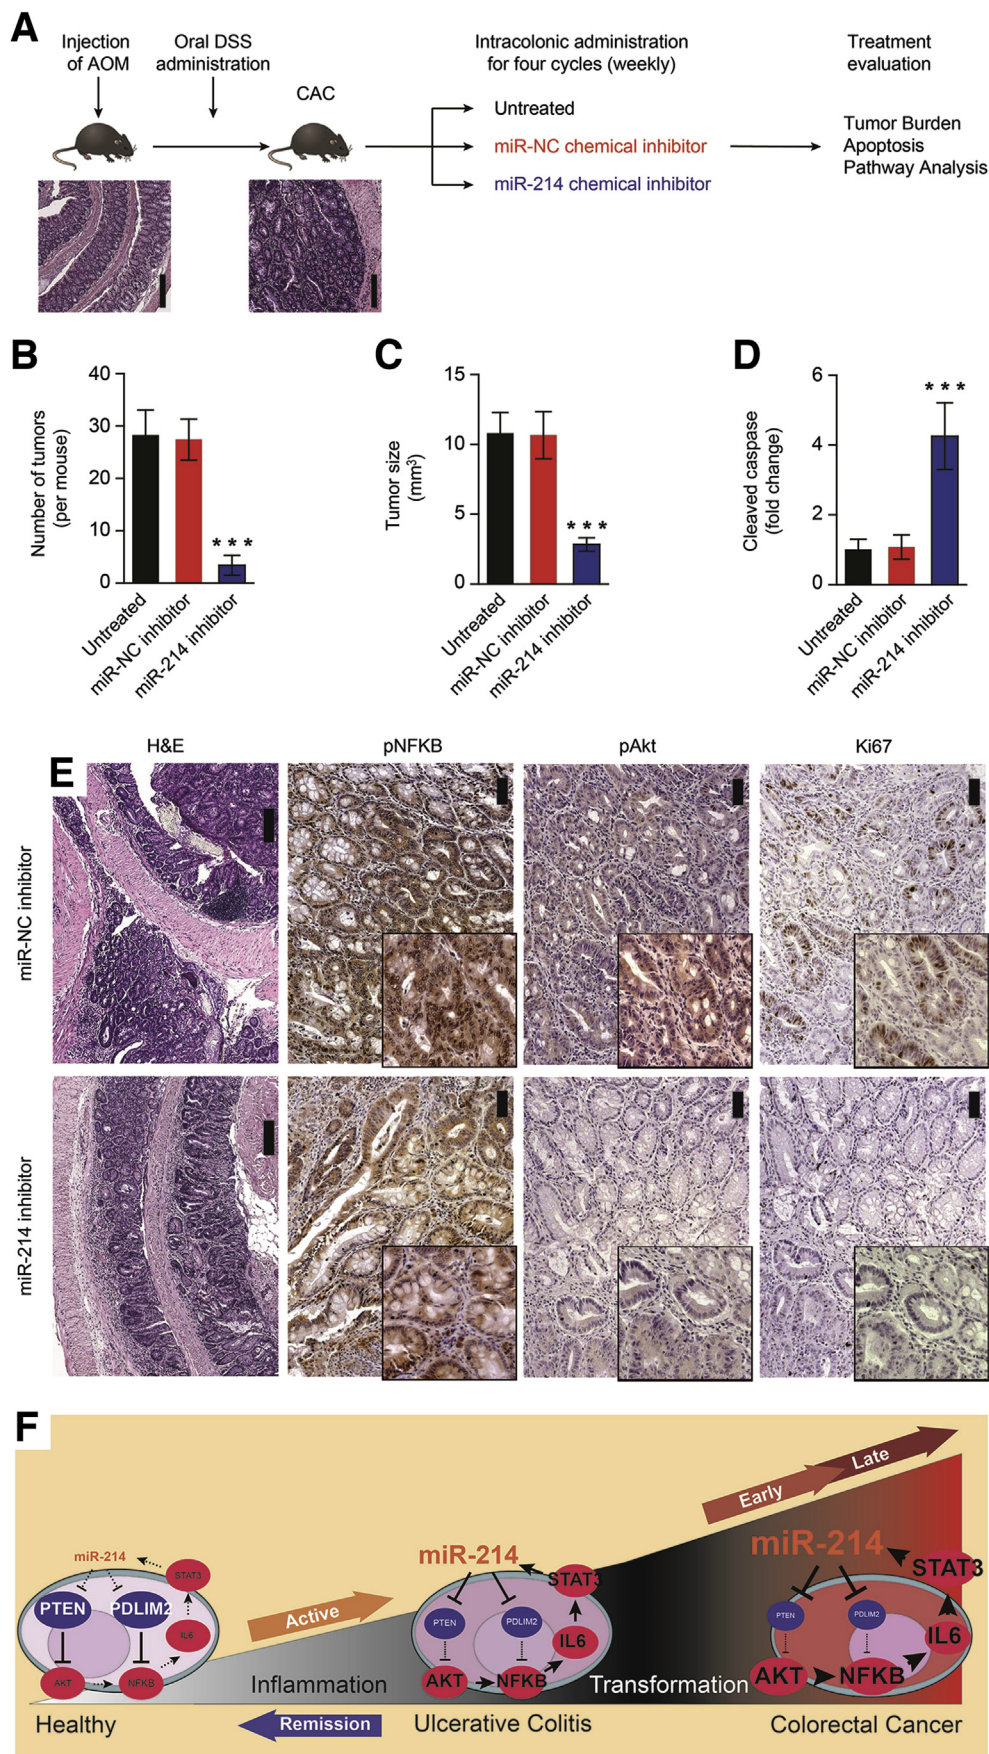 A
Injection
of AOM
Oral DSS
administration
CAC
Intracolonic administration
for four cycles (weekly)
Untreated
miR-NC chemical inhibitor
miR-214 chemical inhibitor
Treatment
evaluation
Tumor Burden
Apoptosis
Pathway Analysis
B
Number of tumors
(per mouse)
40
30
20
10
0
***
Untreated
miR-NC inhibitor
miR-214 inhibitor
C
Tumor size
(mm³)
15
10
5
0
***
Untreated
miR-NC inhibitor
miR-214 inhibitor
D
Cleaved caspase
(fold change)
6
4
2
0
***
Untreated
miR-NC inhibitor
miR-214 inhibitor
E
H&E
pNFKB
pAkt
Ki67
miR-NC inhibitor
miR-214 inhibitor
F
miR-214
STAT3
PTEN
PDLIM2
IL6
AKT
NFKB
Healthy
Active
Inflammation
Remission
miR-214
STAT3
PTEN
PDLIM2
IL6
AKT
NFKB
Ulcerative Colitis
Transformation
Early
Late
miR-214
STAT3
PTEN
PDLIM2
IL6
AKT
NFKB
Colorectal Cancer